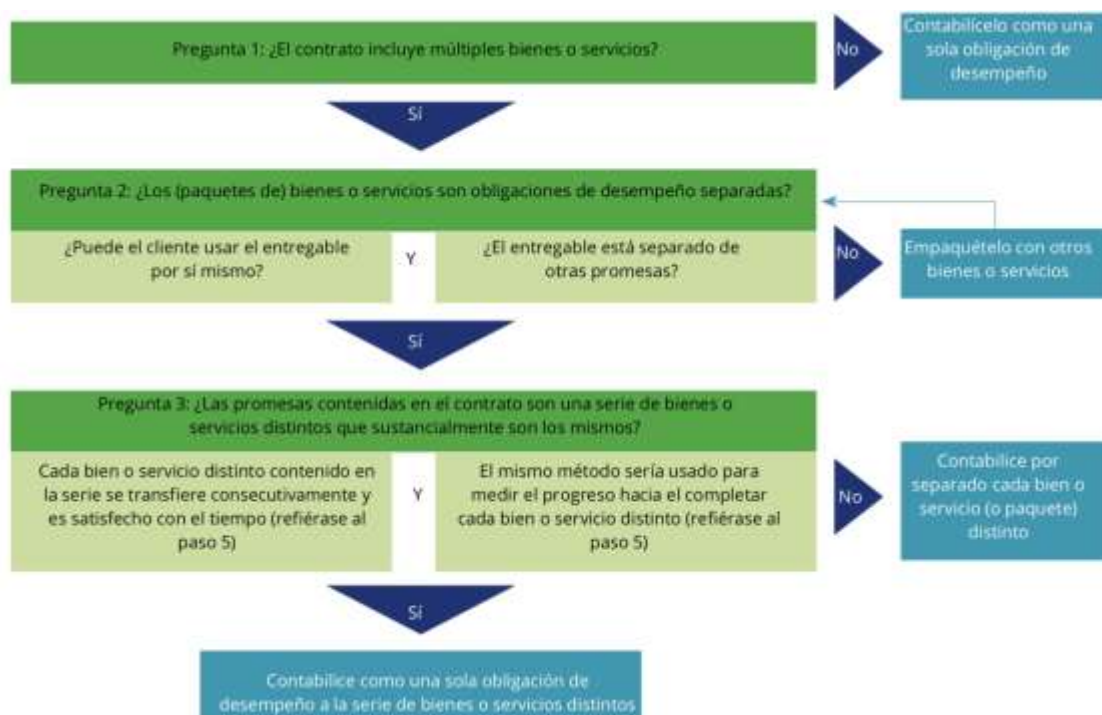 Pregunta 1: ¿El contrato incluye múltiples bienes o servicios?
No
Contabilícelo como una
sola obligación de
desempeño
Sí
Pregunta 2: ¿Los (paquetes de) bienes o servicios son obligaciones de desempeño separadas?
¿Puede el cliente usar el entregable
por sí mismo?
Y
¿El entregable está separado de
otras promesas?
No
Empaquételo con otros
bienes o servicios
Sí
Pregunta 3: ¿Las promesas contenidas en el contrato son una serie de bienes o
servicios distintos que sustancialmente son los mismos?
Cada bien o servicio distinto contenido en
la serie se transfiere consecutivamente y
es satisfecho con el tiempo (refiérase al
paso 5)
Y
El mismo método sería usado para
medir el progreso hacia el completar
cada bien o servicio distinto (refiérase al
paso 5)
No
Contabilice por
separado cada bien o
servicio (o paquete)
distinto
Sí
Contabilice como una sola obligación de
desempeño a la serie de bienes o servicios distintos